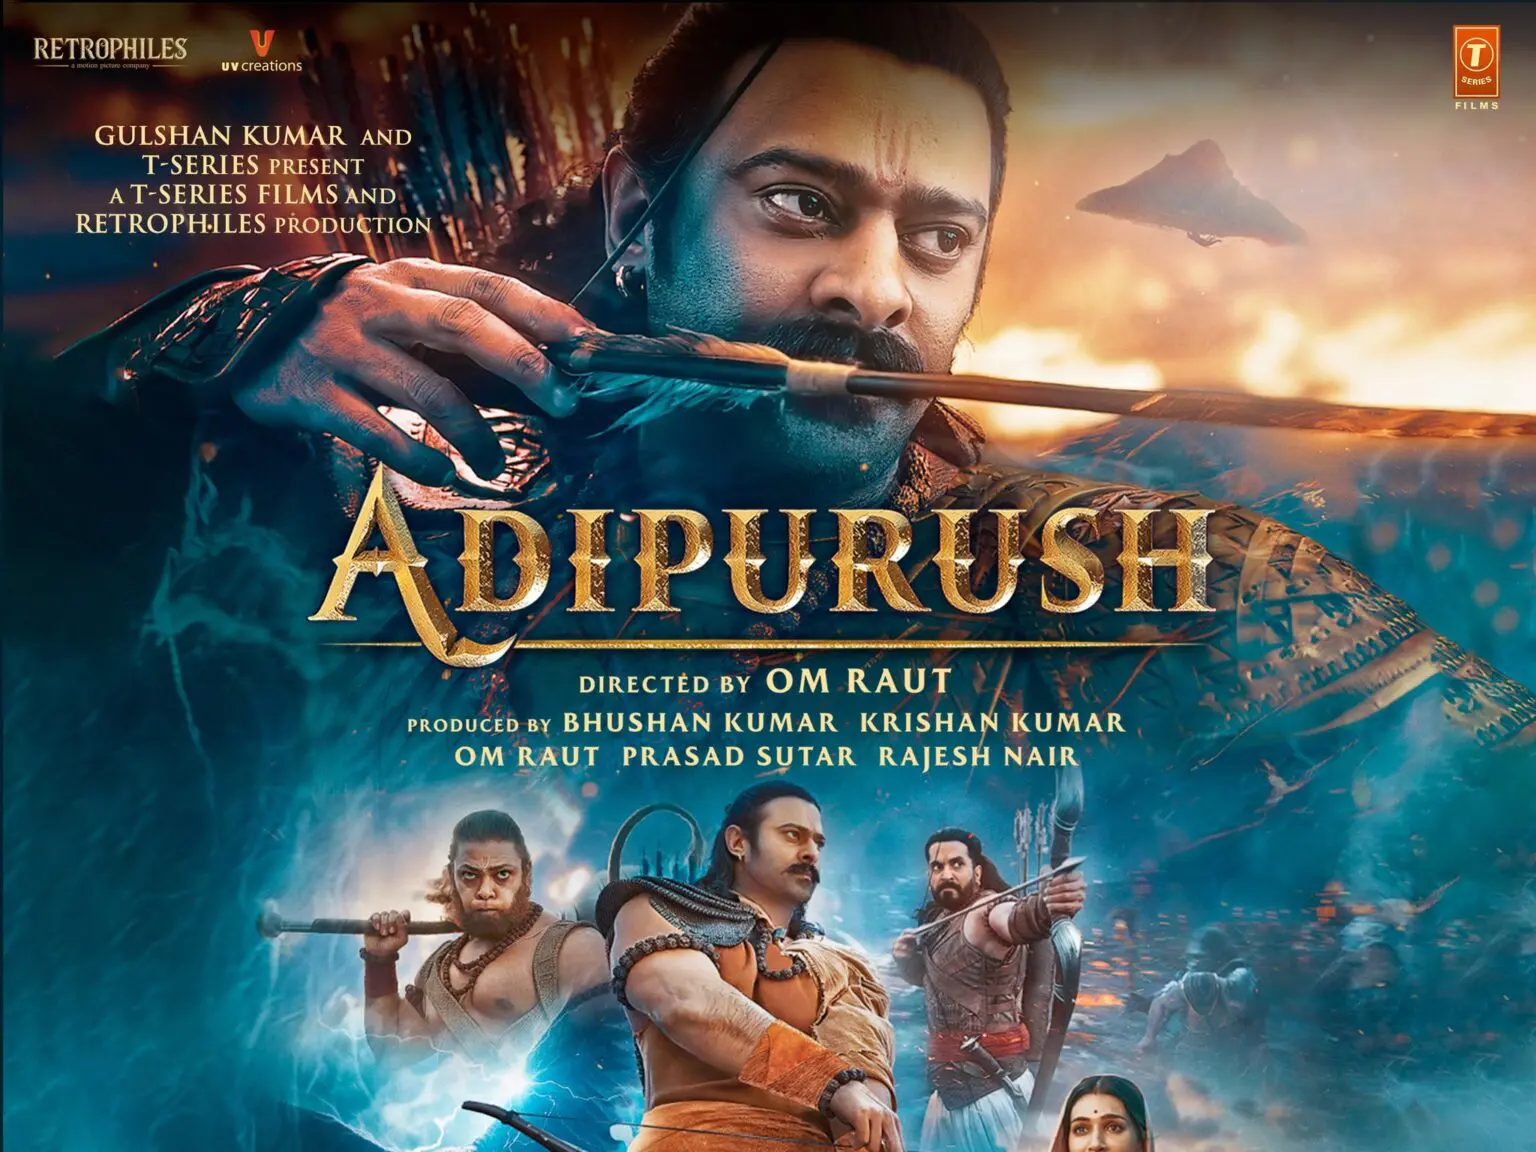 RETROPHILES
a motion picture company
UV creations
T
SERIES
FILMS
GULSHAN KUMAR AND
T-SERIES PRESENT
A T-SERIES FILMS AND
RETROPHILES PRODUCTION
ADIPURUSH
DIRECTED BY OM RAUT
PRODUCED BY BHUSHAN KUMAR KRISHAN KUMAR
OM RAUT PRASAD SUTAR RAJESH NAIR